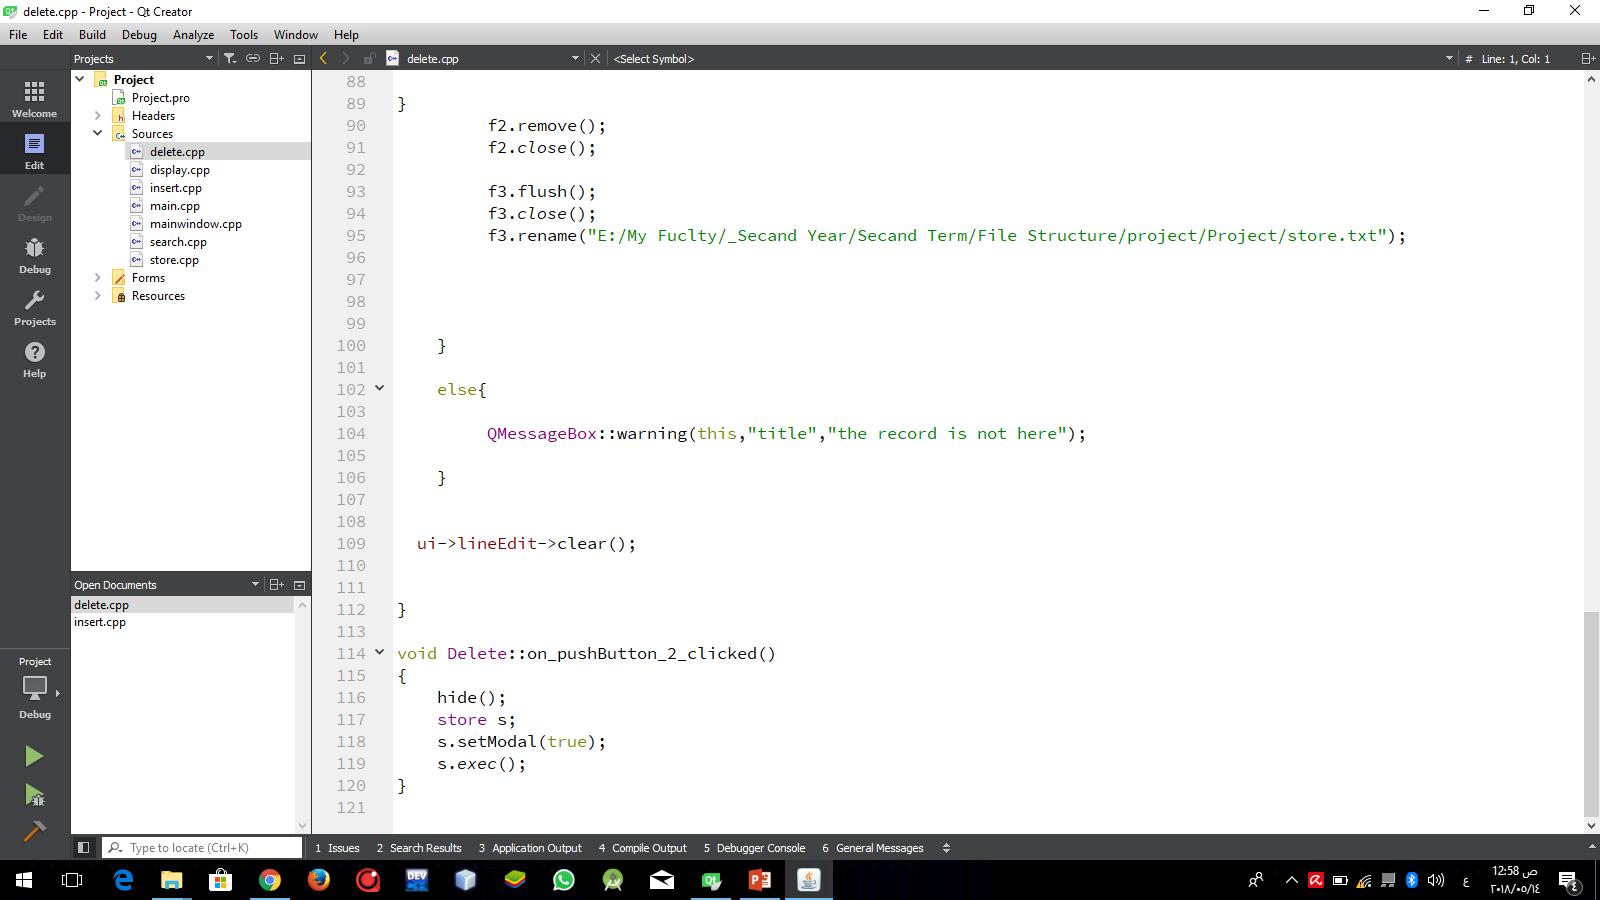 delete.cpp - Project - Qt Creator
File Edit Build Debug Analyze Tools Window Help
Projects
delete.cpp
<Select Symbol>
# Line: 1, Col: 1
Welcome
Edit
Design
Debug
Projects
Help
Project
Project.pro
Headers
Sources
delete.cpp
display.cpp
insert.cpp
main.cpp
mainwindow.cpp
search.cpp
store.cpp
Forms
Resources
Open Documents
delete.cpp
insert.cpp
Project
Debug
88
89 }
90 f2.remove();
91 f2.close();
92
93 f3.flush();
94 f3.close();
95 f3.rename("E:/My Fuclty/_Secand Year/Secand Term/File Structure/project/Project/store.txt");
96
97
98
99
100 }
101
102 else{
103
104 QMessageBox::warning(this,"title","the record is not here");
105
106 }
107
108
109 ui->lineEdit->clear();
110
111
112 }
113
114 void Delete::on_pushButton_2_clicked()
115 {
116 hide();
117 store s;
118 s.setModal(true);
119 s.exec();
120 }
121
Type to locate (Ctrl+K)
1 Issues 2 Search Results 3 Application Output 4 Compile Output 5 Debugger Console 6 General Messages
DEV
ع
12:58 ص
٢٠١٨/٠٥/١٤
٤